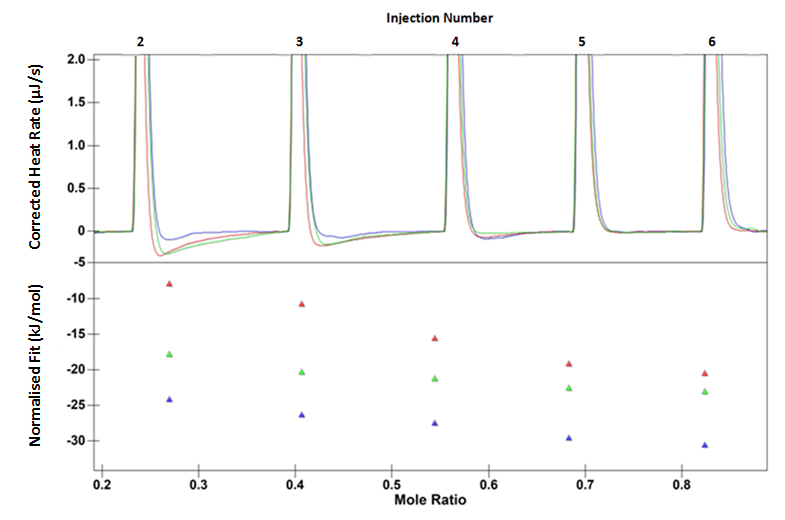 Injection Number
2 3 4 5 6
Corrected Heat Rate (µJ/s)
2.0
1.5
1.0
0.5
0
-5
Normalised Fit (kJ/mol)
-10
-15
-20
-25
-30
0.2 0.3 0.4 0.5 0.6 0.7 0.8
Mole Ratio